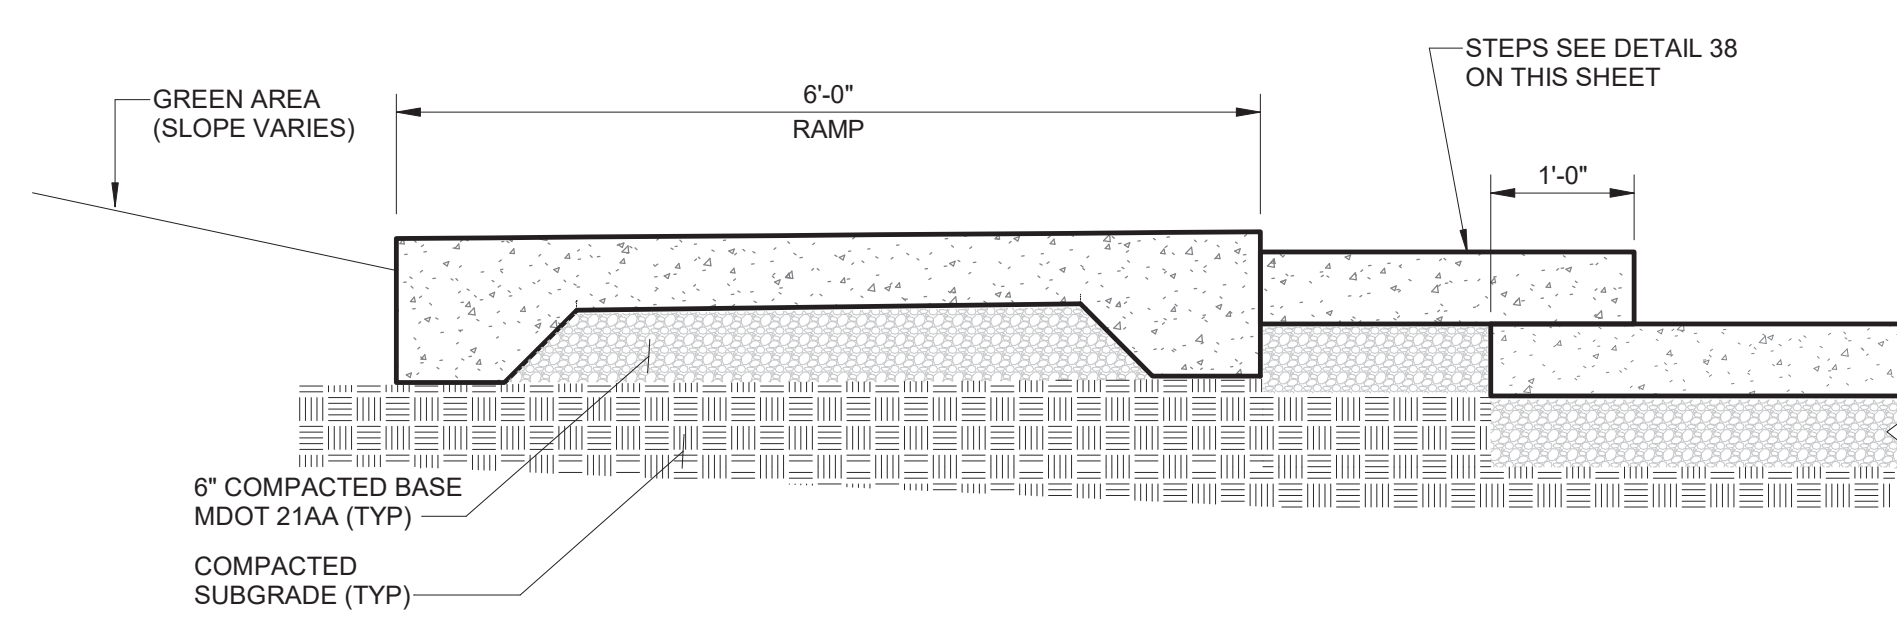 STEPS SEE DETAIL 38
ON THIS SHEET
GREEN AREA
(SLOPE VARIES)
6'-0"
RAMP
1'-0"
6" COMPACTED BASE
MDOT 21AA (TYP)
COMPACTED
SUBGRADE (TYP)